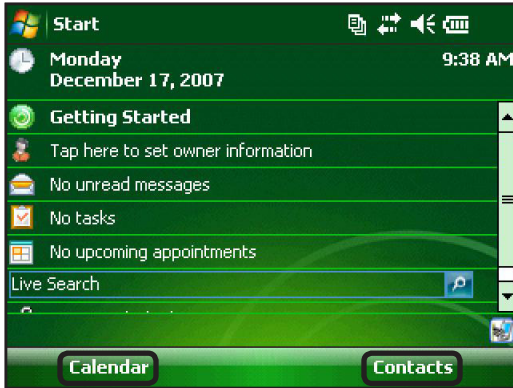 Start
Monday 9:38 AM
December 17, 2007
Getting Started
Tap here to set owner information
No unread messages
No tasks
No upcoming appointments
Live Search
Calendar Contacts